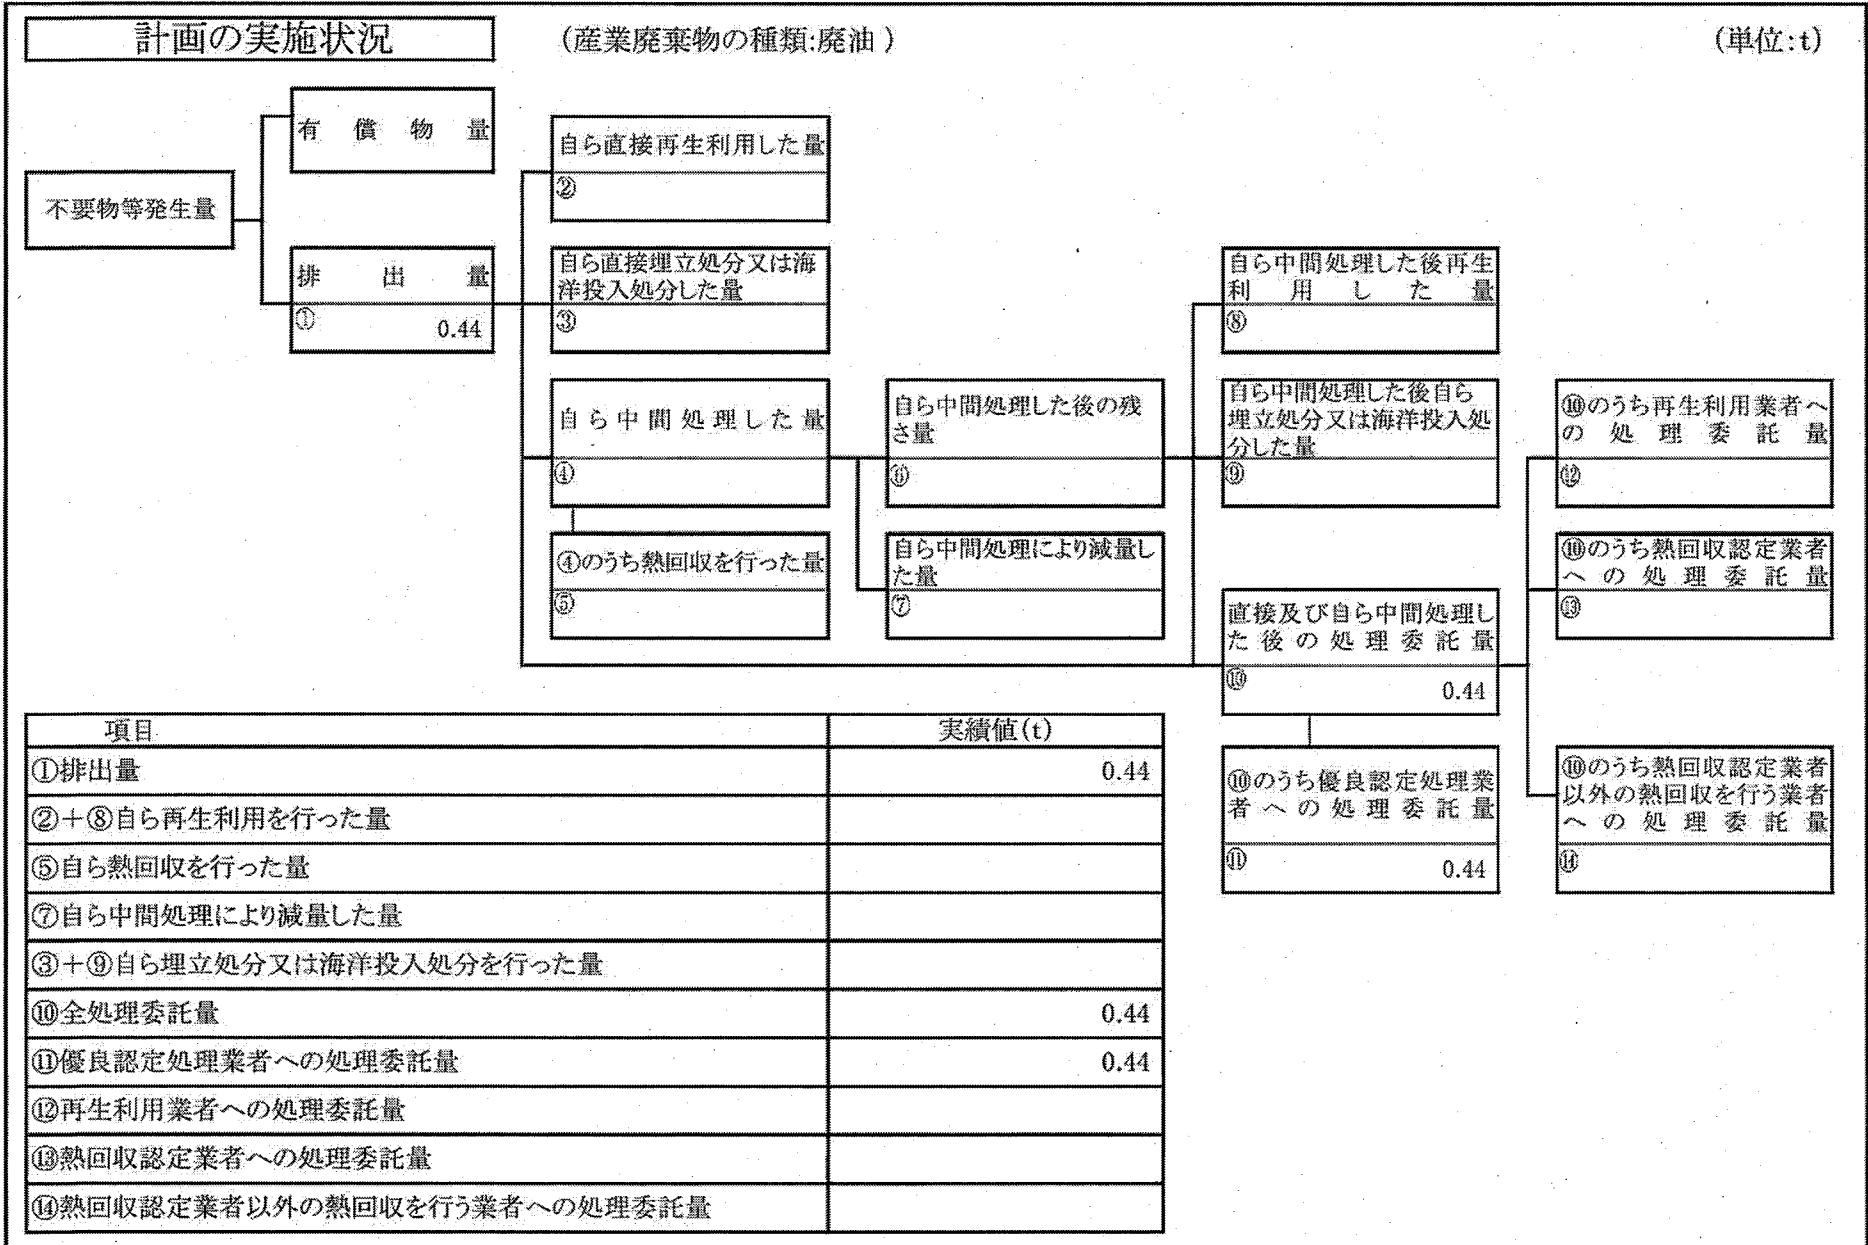 計画の実施状況
(産業廃棄物の種類:廃油 )
(単位:t)
有償物量
不要物等発生量
排出量
①
0.44
自ら直接再生利用した量
②
自ら直接埋立処分又は海
洋投入処分した量
③
自ら中間処理した量
④
④のうち熱回収を行った量
⑤
自ら中間処理した後の残
さ量
⑥
自ら中間処理により減量し
た量
⑦
自ら中間処理した後再生
利用した量
⑧
自ら中間処理した後自ら
埋立処分又は海洋投入処
分した量
⑨
直接及び自ら中間処理し
た後の処理委託量
⑩
0.44
⑩のうち優良認定処理業
者への処理委託量
⑪
0.44
⑩のうち再生利用業者へ
の処理委託量
⑫
⑩のうち熱回収認定業者
への処理委託量
⑬
⑩のうち熱回収認定業者
以外の熱回収を行う業者
への処理委託量
⑭
項目 実績値(t)
①排出量 0.44
②+⑧自ら再生利用を行った量
⑤自ら熱回収を行った量
⑦自ら中間処理により減量した量
③+⑨自ら埋立処分又は海洋投入処分を行った量
⑩全処理委託量 0.44
⑪優良認定処理業者への処理委託量 0.44
⑫再生利用業者への処理委託量
⑬熱回収認定業者への処理委託量
⑭熱回収認定業者以外の熱回収を行う業者への処理委託量